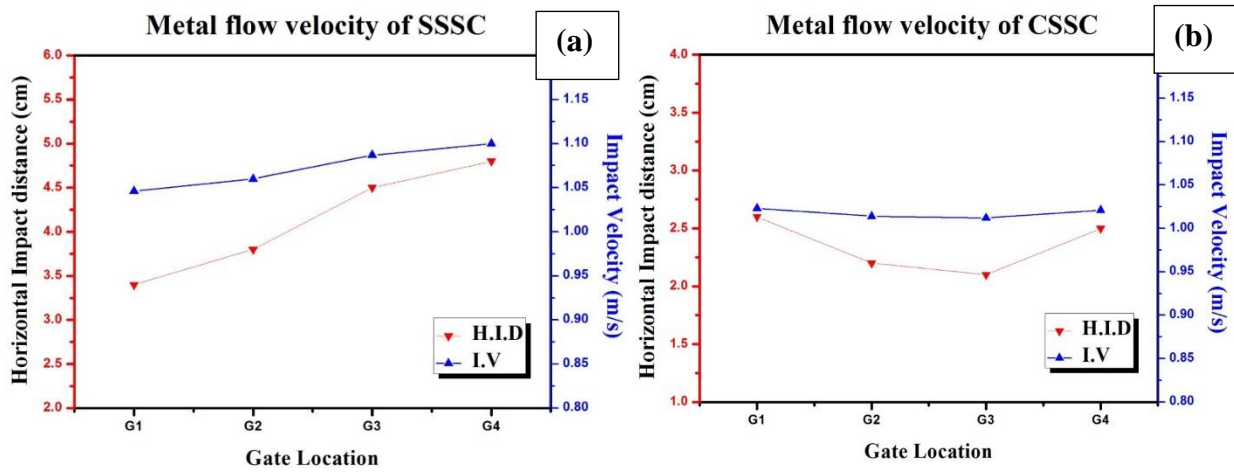 Metal flow velocity of SSSC
(a)
Horizontal Impact distance (cm)
6.0
5.5
5.0
4.5
4.0
3.5
3.0
2.5
2.0
1.15
1.10
1.05
1.00
0.95
0.90
0.85
0.80
Impact Velocity (m/s)
H.I.D
I.V
G1 G2 G3 G4
Gate Location
Metal flow velocity of CSSC
(b)
Horizontal Impact distance (cm)
4.0
3.5
3.0
2.5
2.0
1.5
1.0
1.15
1.10
1.05
1.00
0.95
0.90
0.85
0.80
Impact Velocity (m/s)
H.I.D
I.V
G1 G2 G3 G4
Gate Location